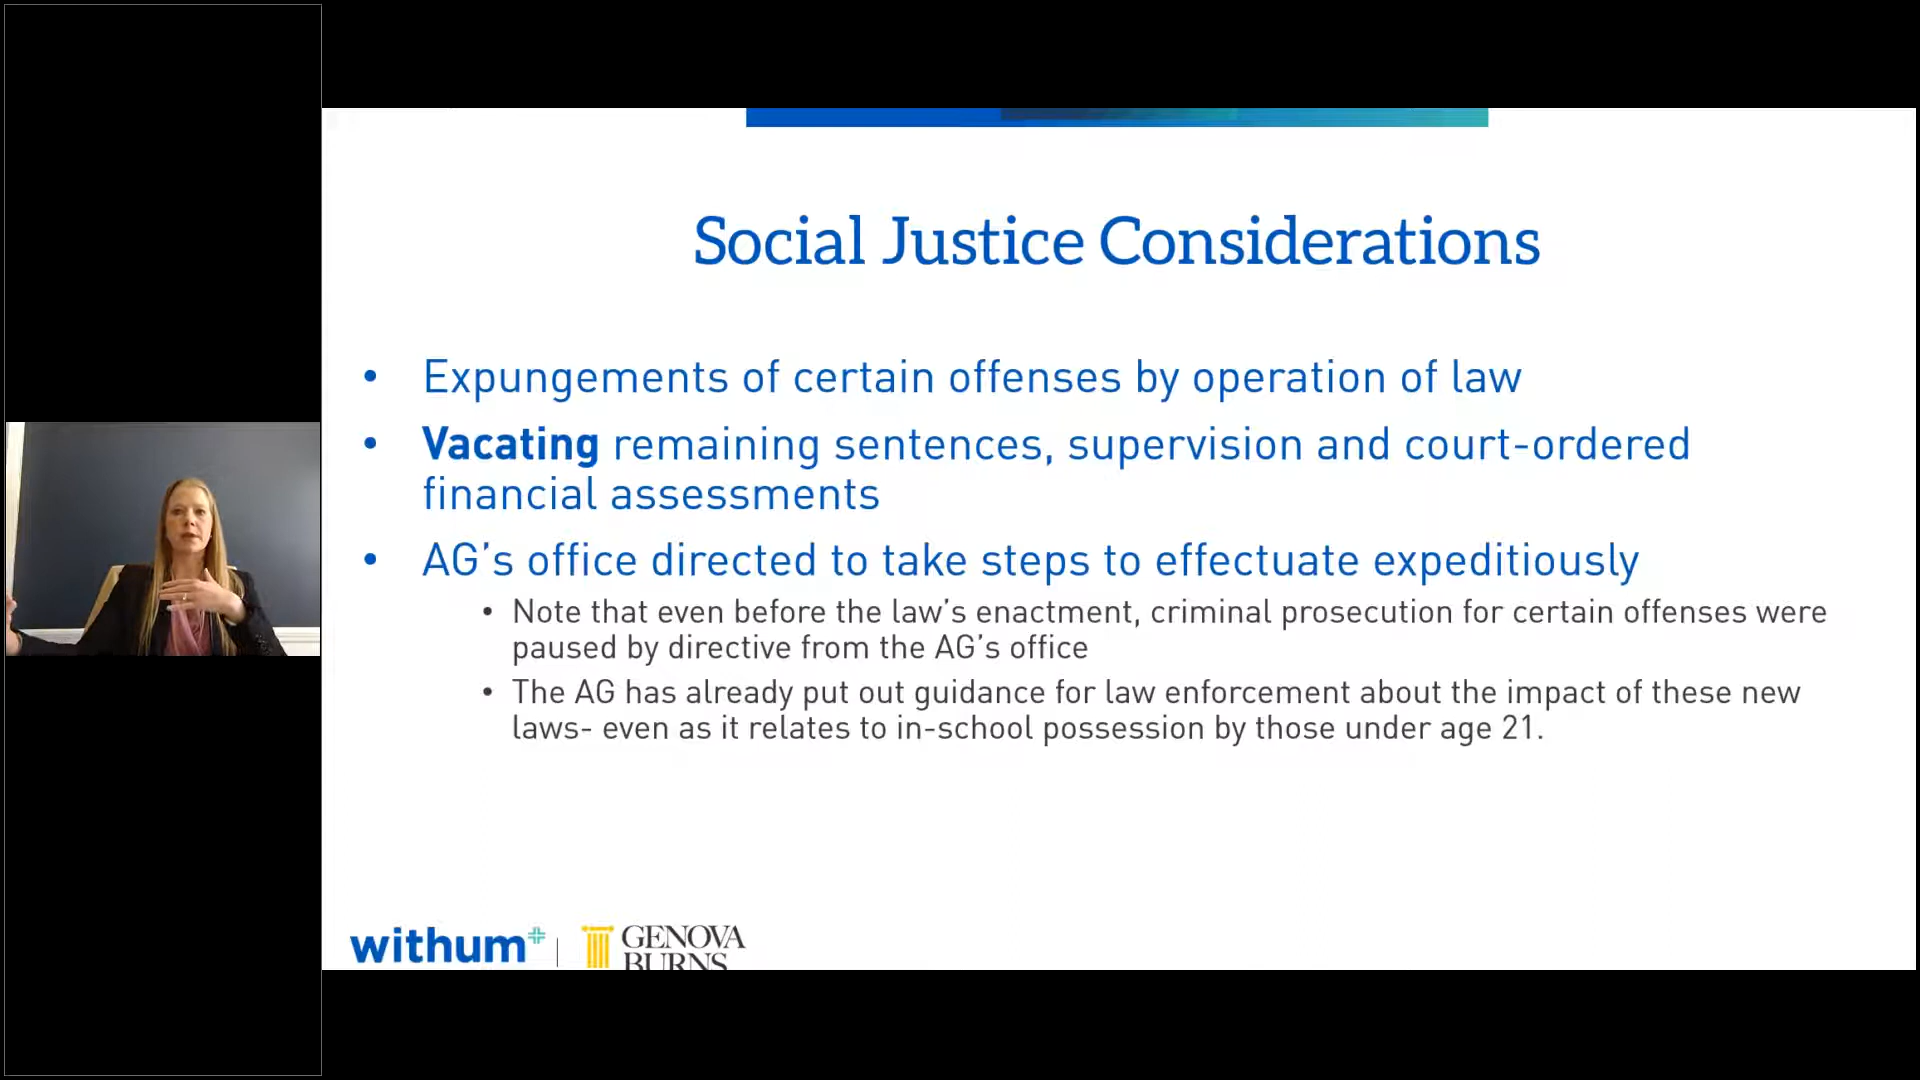 Social Justice Considerations
• Expungements of certain offenses by operation of law
• Vacating remaining sentences, supervision and court-ordered
financial assessments
• AG’s office directed to take steps to effectuate expeditiously
• Note that even before the law’s enactment, criminal prosecution for certain offenses were
paused by directive from the AG’s office
• The AG has already put out guidance for law enforcement about the impact of these new
laws- even as it relates to in-school possession by those under age 21.
withum+
GENOVA
BURNS